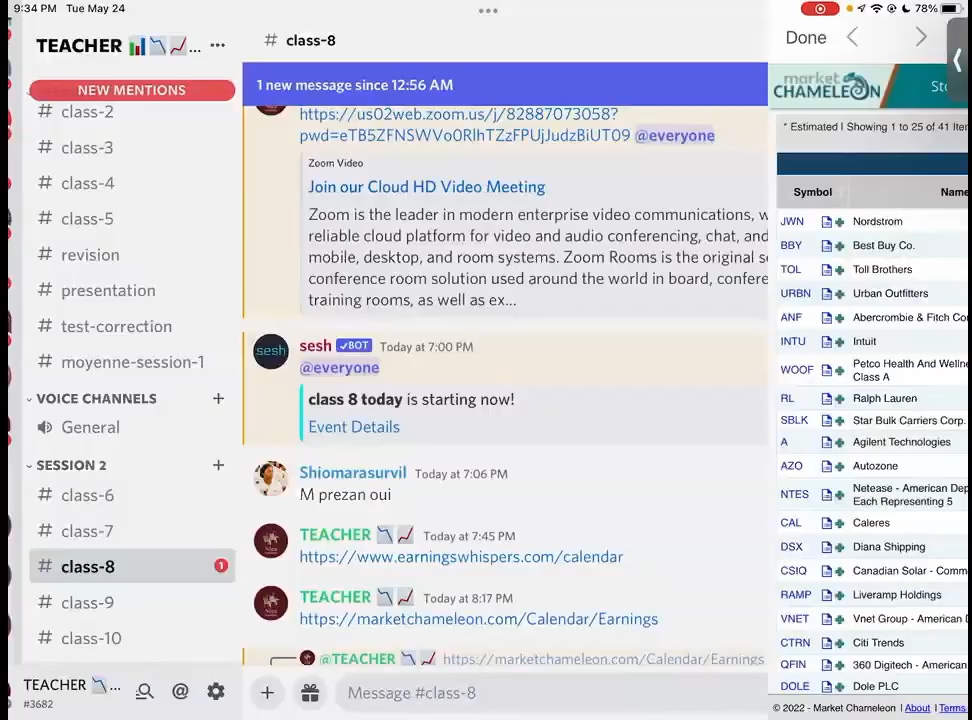 9:34 PM Tue May 24
78%
TEACHER ...
NEW MENTIONS
# class-2
# class-3
# class-4
# class-5
# revision
# presentation
# test-correction
# moyenne-session-1
VOICE CHANNELS +
General
SESSION 2 +
# class-6
# class-7
# class-8 1
# class-9
# class-10
TEACHER ...
#3682
# class-8
1 new message since 12:56 AM
https://us02web.zoom.us/j/82887073058?
pwd=eTB5ZFNSWVo0RlhTZzFPUjJudzBiUT09 @everyone
Zoom Video
Join our Cloud HD Video Meeting
Zoom is the leader in modern enterprise video communications, w
reliable cloud platform for video and audio conferencing, chat, and
mobile, desktop, and room systems. Zoom Rooms is the original s
conference room solution used around the world in board, confere
training rooms, as well as ex...
sesh
sesh ✓BOT Today at 7:00 PM
@everyone
class 8 today is starting now!
Event Details
Shiomarasurvil Today at 7:06 PM
M prezan oui
TEACHER Today at 7:45 PM
https://www.earningswhispers.com/calendar
TEACHER Today at 8:17 PM
https://marketchameleon.com/Calendar/Earnings
@TEACHER https://marketchameleon.com/Calendar/Earnings
Message #class-8
Done
market
CHAMELEON
Sto
* Estimated | Showing 1 to 25 of 41 Iter
Symbol Name
JWN Nordstrom
BBY Best Buy Co.
TOL Toll Brothers
URBN Urban Outfitters
ANF Abercrombie & Fitch Co
INTU Intuit
WOOF Petco Health And Wellne
Class A
RL Ralph Lauren
SBLK Star Bulk Carriers Corp.
A Agilent Technologies
AZO Autozone
NTES Netease - American Dep
Each Representing 5
CAL Caleres
DSX Diana Shipping
CSIQ Canadian Solar - Comm
RAMP Liveramp Holdings
VNET Vnet Group - American D
CTRN Citi Trends
QFIN 360 Digitech - American
DOLE Dole PLC
© 2022 - Market Chameleon | About | Terms